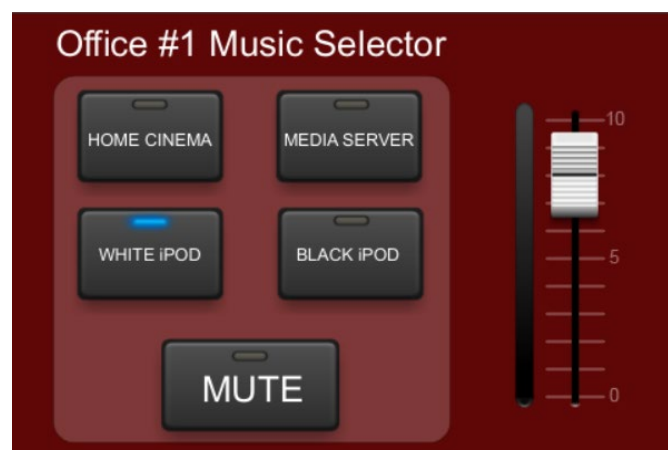 Office #1 Music Selector
HOME CINEMA
MEDIA SERVER
WHITE iPOD
BLACK iPOD
MUTE
10
5
0